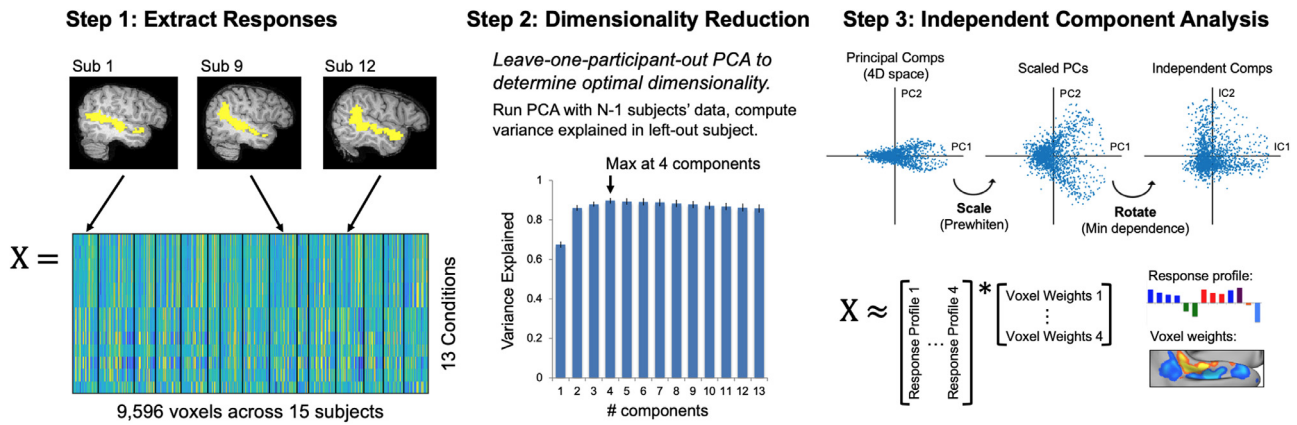 Step 1: Extract Responses
Sub 1
Sub 9
Sub 12
X =
13 Conditions
9,596 voxels across 15 subjects
Step 2: Dimensionality Reduction
Leave-one-participant-out PCA to
determine optimal dimensionality.
Run PCA with N-1 subjects' data, compute
variance explained in left-out subject.
Max at 4 components
Variance Explained
1
0.8
0.6
0.4
0.2
0
1 2 3 4 5 6 7 8 9 10 11 12 13
# components
Step 3: Independent Component Analysis
Principal Comps
(4D space)
PC2
PC1
Scale
(Prewhiten)
Scaled PCs
PC2
PC1
Rotate
(Min dependence)
Independent Comps
IC2
IC1
X ≈
Response Profile 1
...
Response Profile 4
*
Voxel Weights 1
⋮
Voxel Weights 4
Response profile:
Voxel weights: